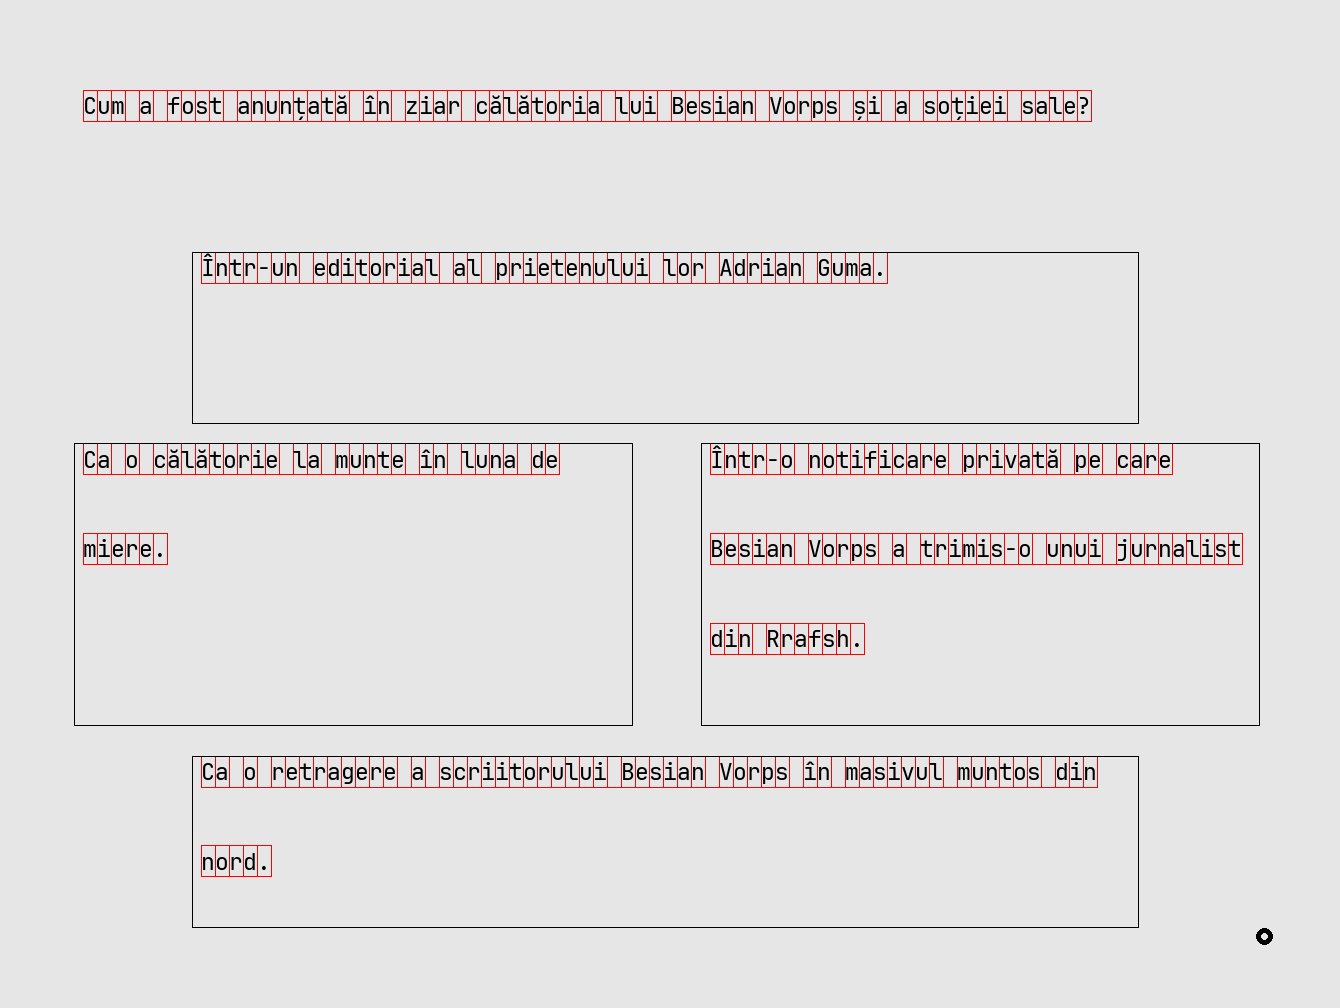 Cum a fost anunțată în ziar călătoria lui Besian Vorps și a soției sale?
Într-un editorial al prietenului lor Adrian Guma.
Ca o călătorie la munte în luna de
miere.
Într-o notificare privată pe care
Besian Vorps a trimis-o unui jurnalist
din Rrafsh.
Ca o retragere a scriitorului Besian Vorps în masivul muntos din
nord.